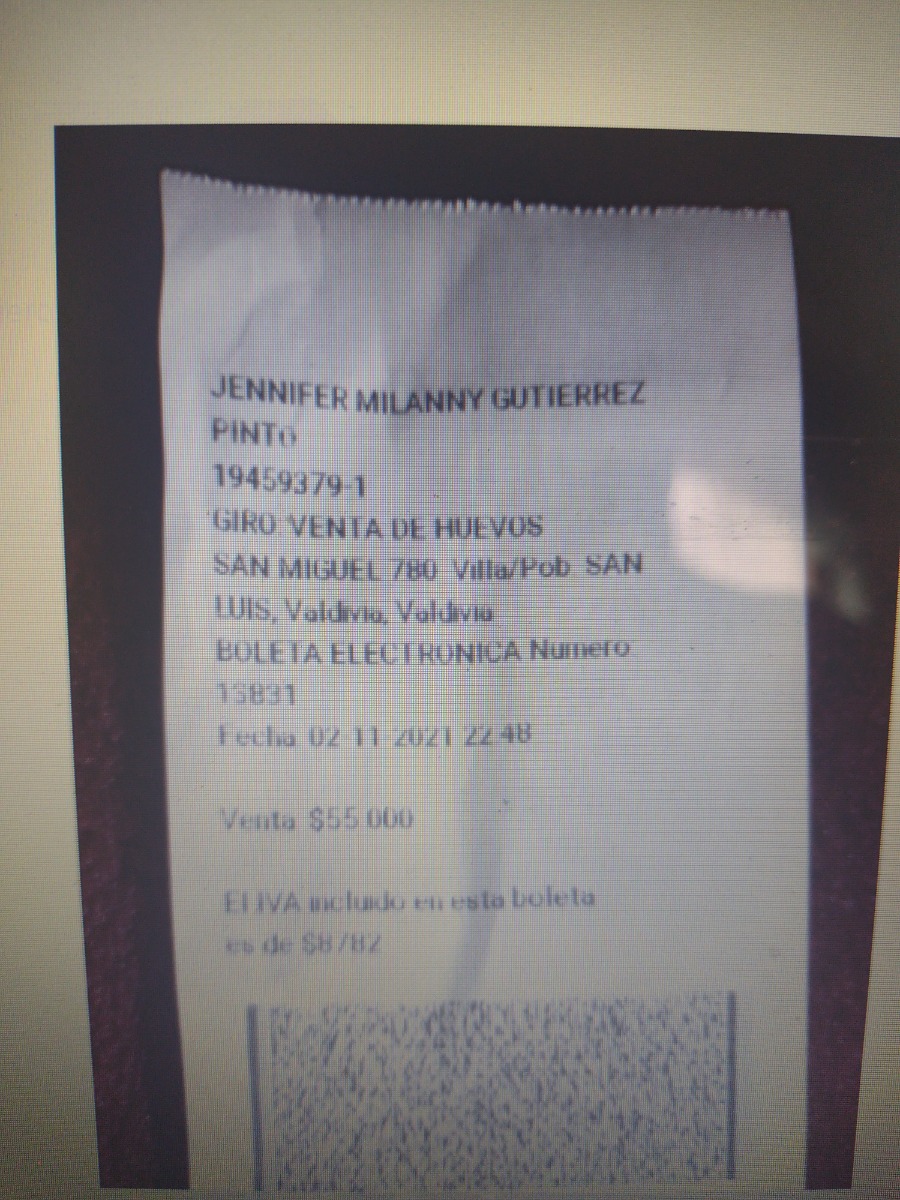 JENNIFER MILANNY GUTIERREZ
PINTO
19459379-1
GIRO: VENTA DE HUEVOS
SAN MIGUEL 780 Villa/Pob. SAN
LUIS, Valdivia, Valdivia
BOLETA ELECTRONICA Numero
13831
Fecha 02-11-2021 22:48
Venta $55.000
El IVA incluido en esta boleta
es de $8782